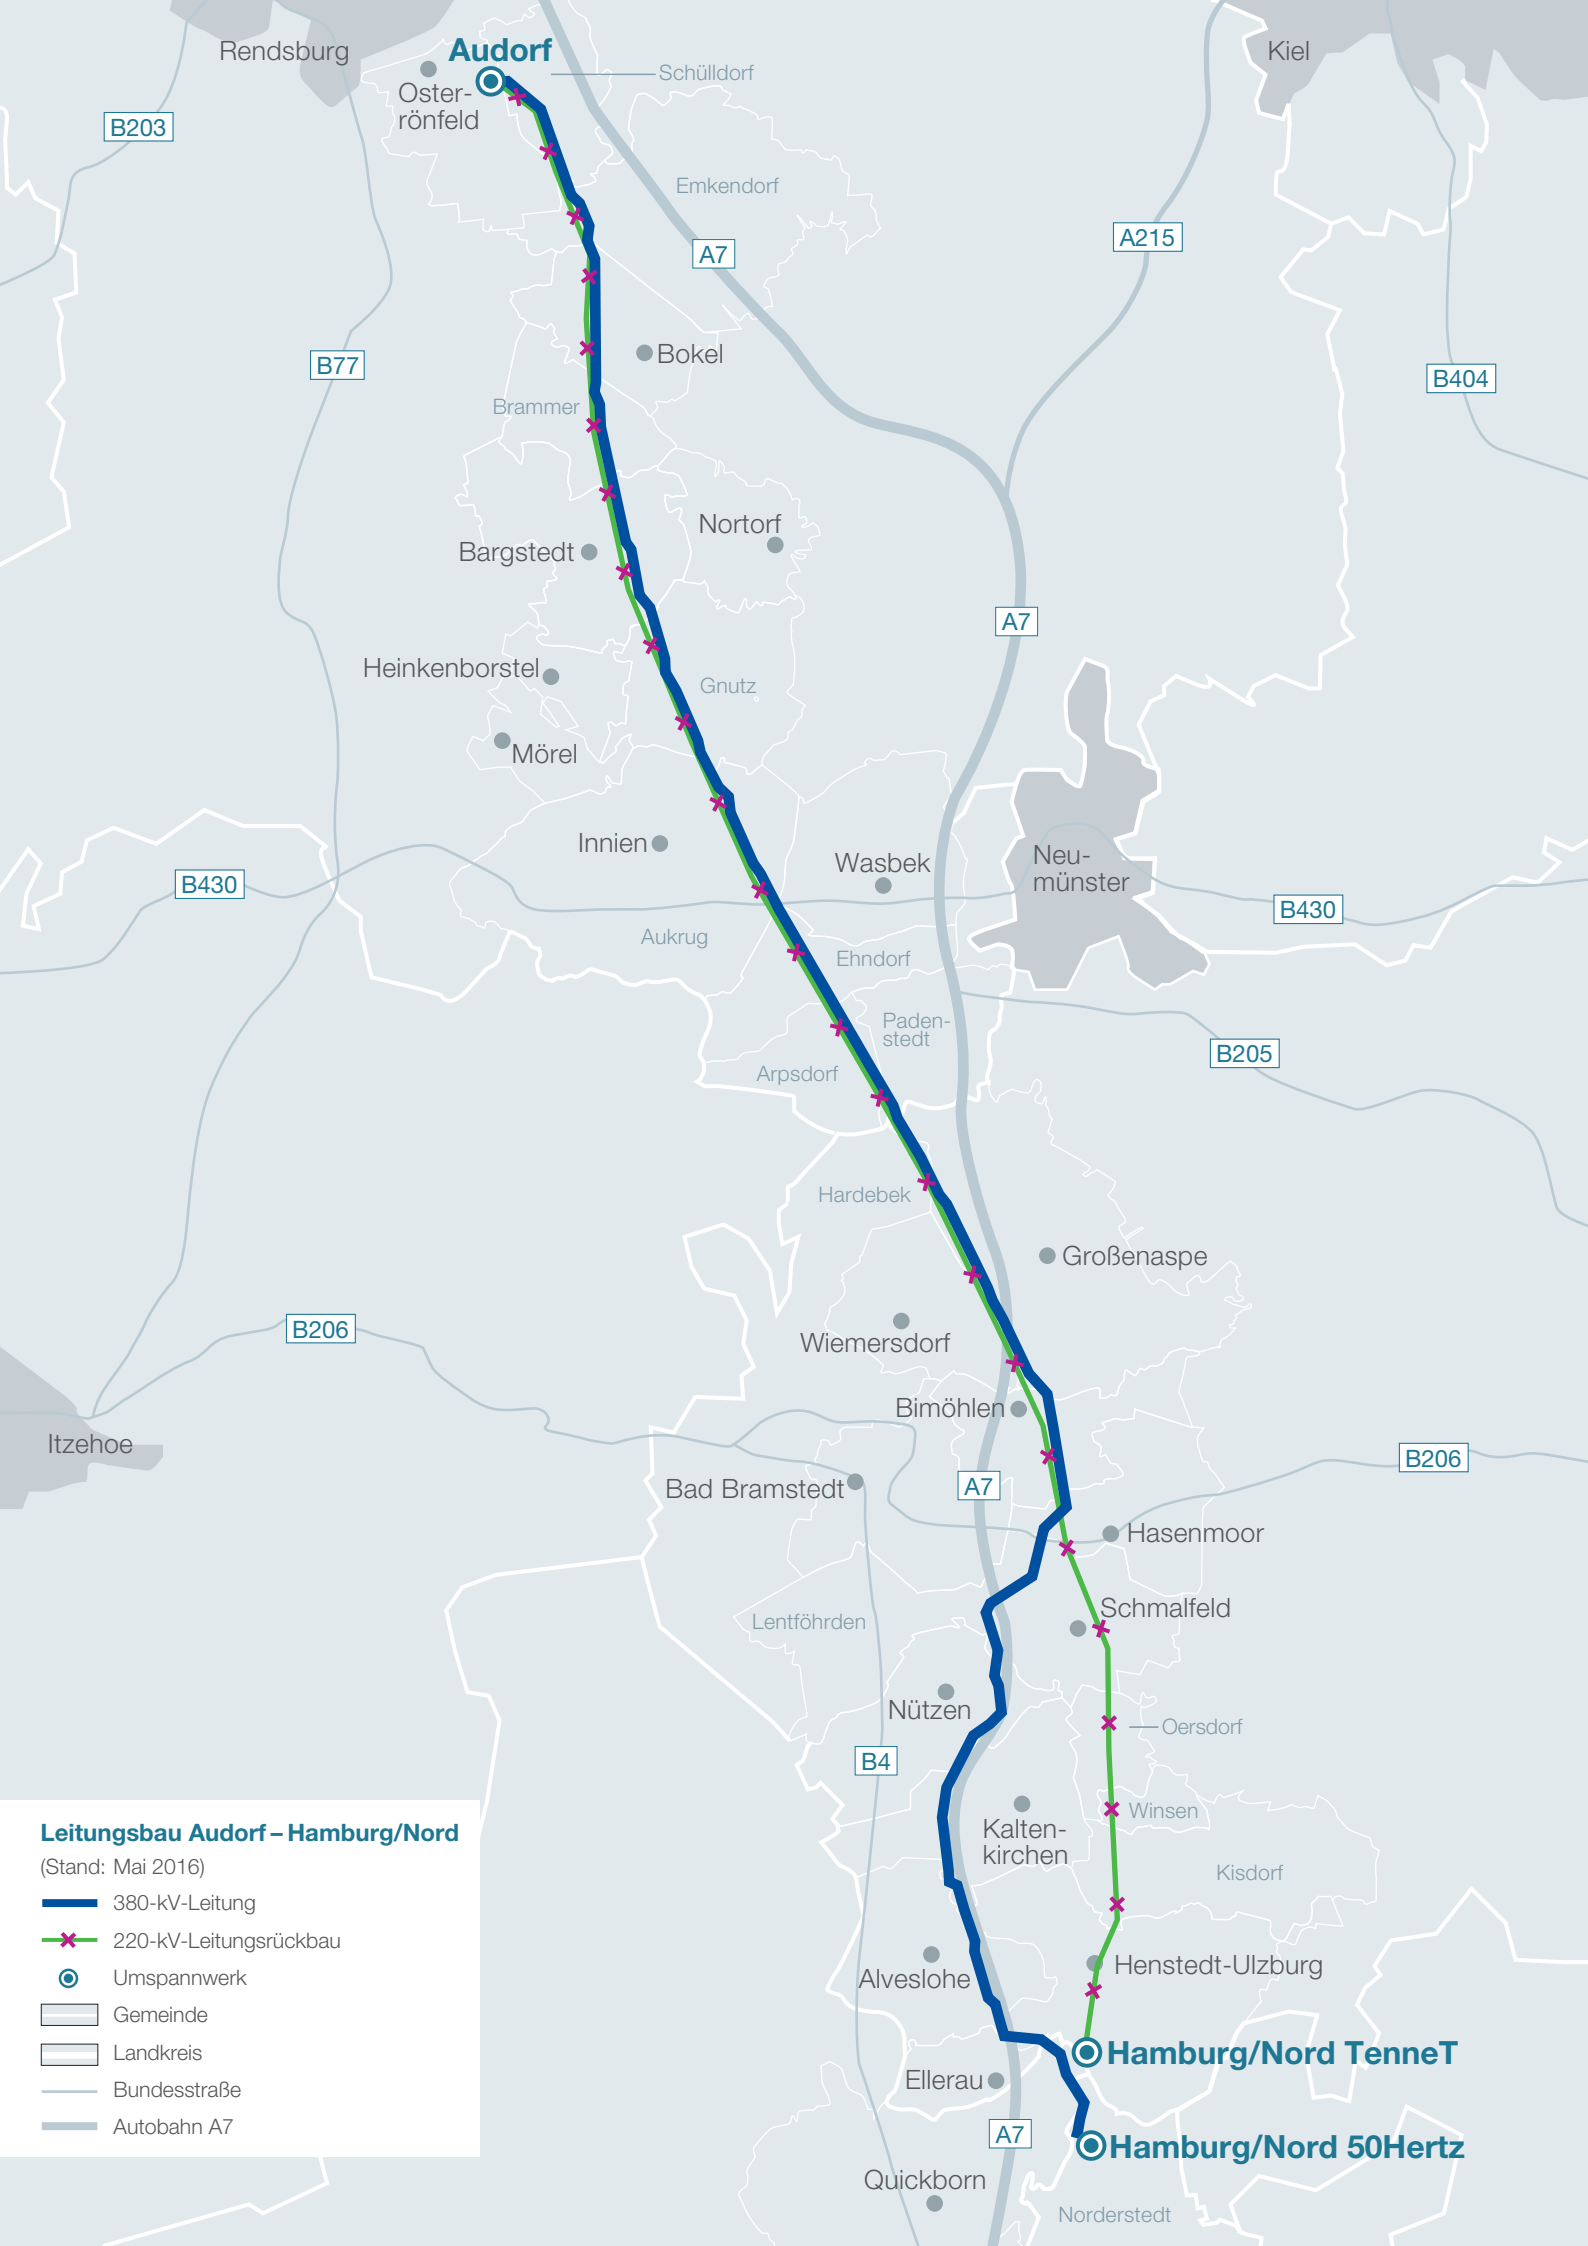 Rendsburg
Audorf
Schülldorf
Kiel
Oster-
rönfeld
B203
Emkendorf
A7
A215
B77
Bokel
B404
Brammer
Nortorf
Bargstedt
A7
Heinkenborstel
Gnutz
Mörel
Innien
Wasbek
Neu-
münster
B430
B430
Aukrug
Ehndorf
Paden-
stedt
B205
Arpsdorf
Hardebek
Großenaspe
B206
Wiemersdorf
Bimöhlen
Itzehoe
B206
Bad Bramstedt
A7
Hasenmoor
Schmalfeld
Lentföhrden
Nützen
Oersdorf
B4
Winsen
Kalten-
kirchen
Kisdorf
Leitungsbau Audorf – Hamburg/Nord
(Stand: Mai 2016)
380-kV-Leitung
220-kV-Leitungsrückbau
Umspannwerk
Gemeinde
Landkreis
Bundesstraße
Autobahn A7
Alveslohe
Henstedt-Ulzburg
Hamburg/Nord TenneT
Ellerau
A7
Hamburg/Nord 50Hertz
Quickborn
Norderstedt